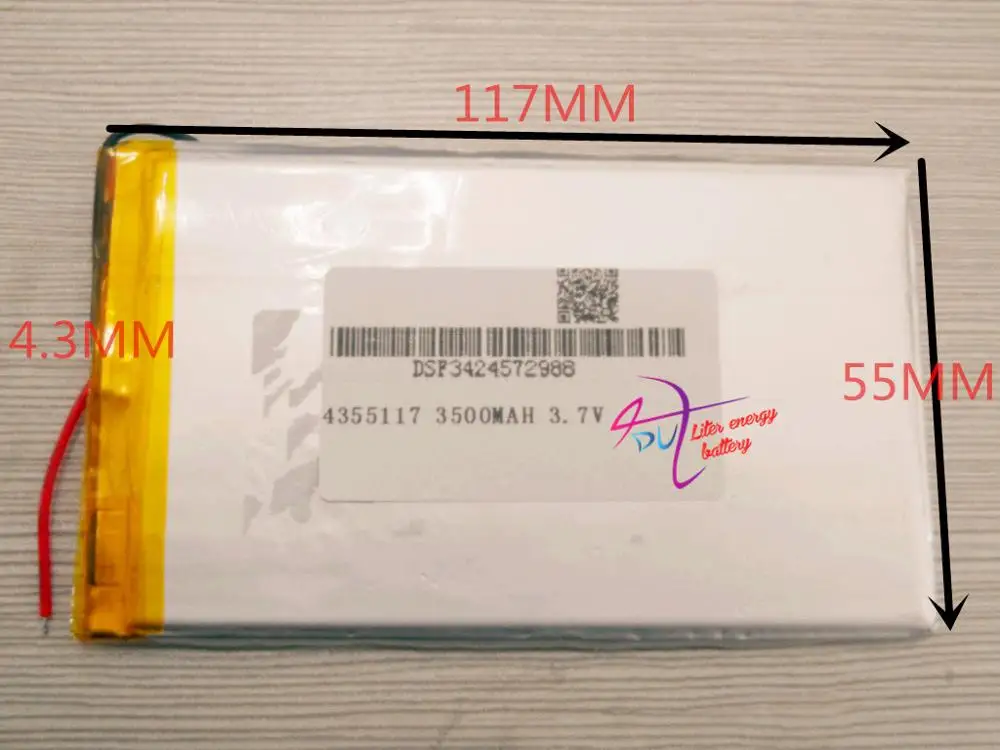 117MM
4.3MM
55MM
DSF3424572988
4355117 3500MAH 3.7V
Liter energy
battery